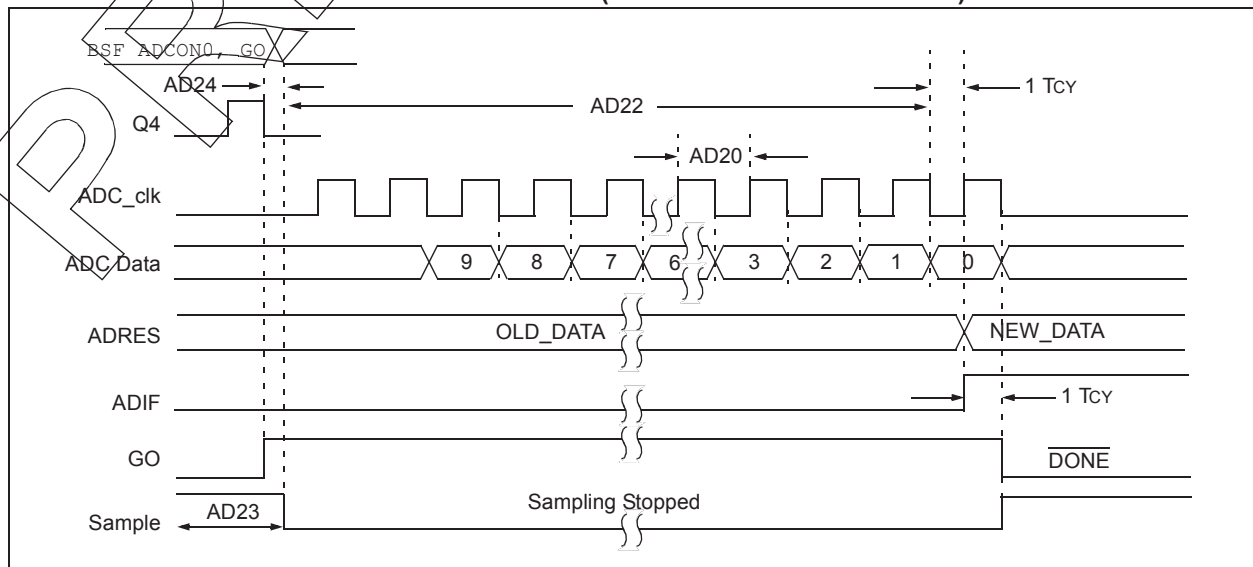 BSF ADCON0, GO
AD24
1 TCY
AD22
Q4
AD20
ADC_clk
ADC Data
9 8 7 6 3 2 1 0
ADRES
OLD_DATA
NEW_DATA
ADIF
1 TCY
GO
DONE
Sampling Stopped
AD23
Sample